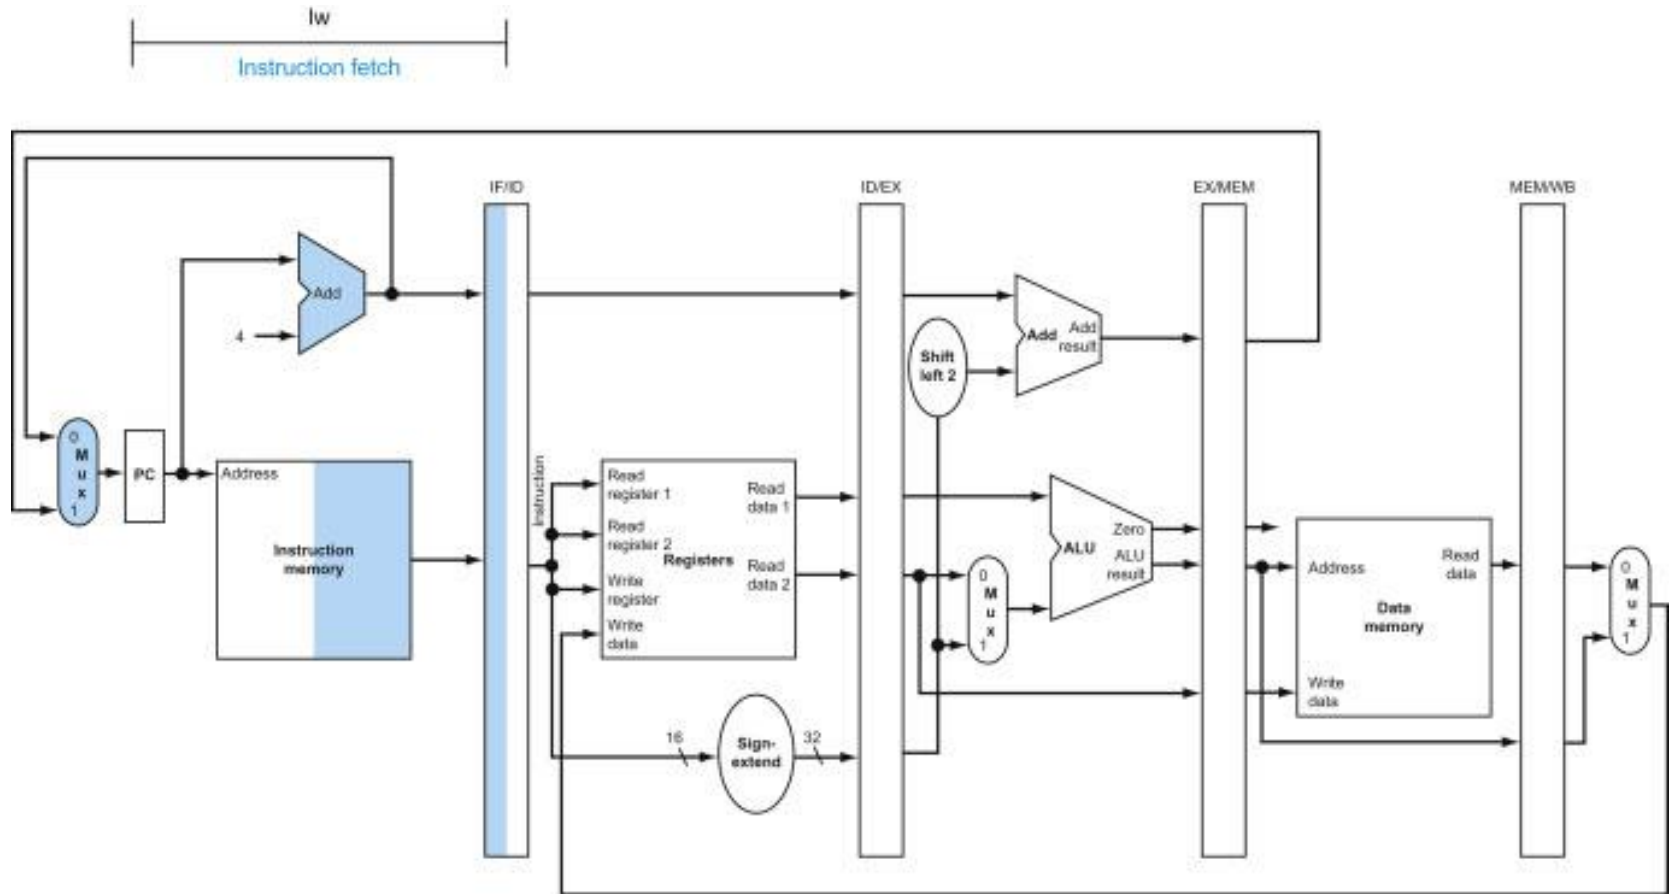 lw
Instruction fetch
IF/ID
ID/EX
EX/MEM
MEM/WB
Add
4
0
M
u
x
1
PC
Address
Instruction
memory
Instruction
Read
register 1
Read
register 2
Write
register
Write
data
Registers
Read
data 1
Read
data 2
16
Sign-
extend
32
Shift
left 2
Add
Add
result
0
M
u
x
1
ALU
Zero
ALU
result
Address
Write
data
Data
memory
Read
data
0
M
u
x
1